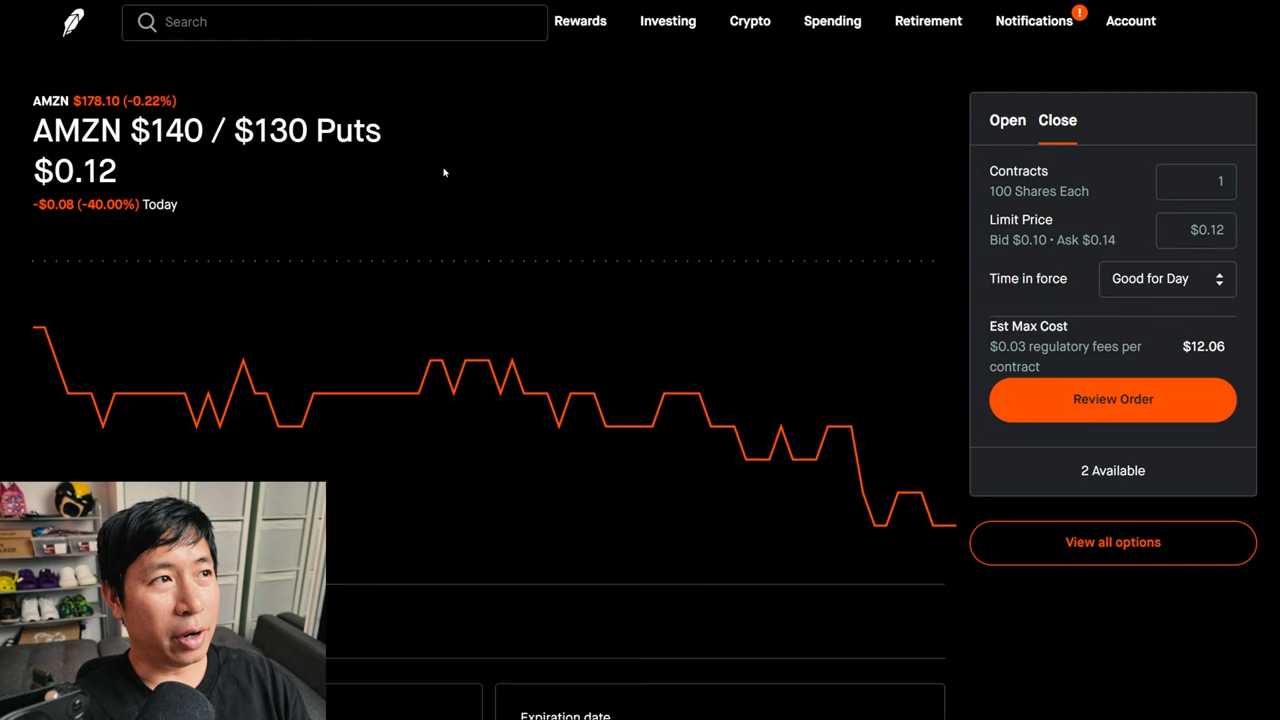 Search
Rewards
Investing
Crypto
Spending
Retirement
Notifications
!
Account
AMZN $178.10 (-0.22%)
AMZN $140 / $130 Puts
$0.12
-$0.08 (-40.00%) Today
Open Close
Contracts
100 Shares Each
1
Limit Price
Bid $0.10 • Ask $0.14
$0.12
Time in force
Good for Day
Est Max Cost
$0.03 regulatory fees per
contract
$12.06
Review Order
2 Available
View all options
Expiration date